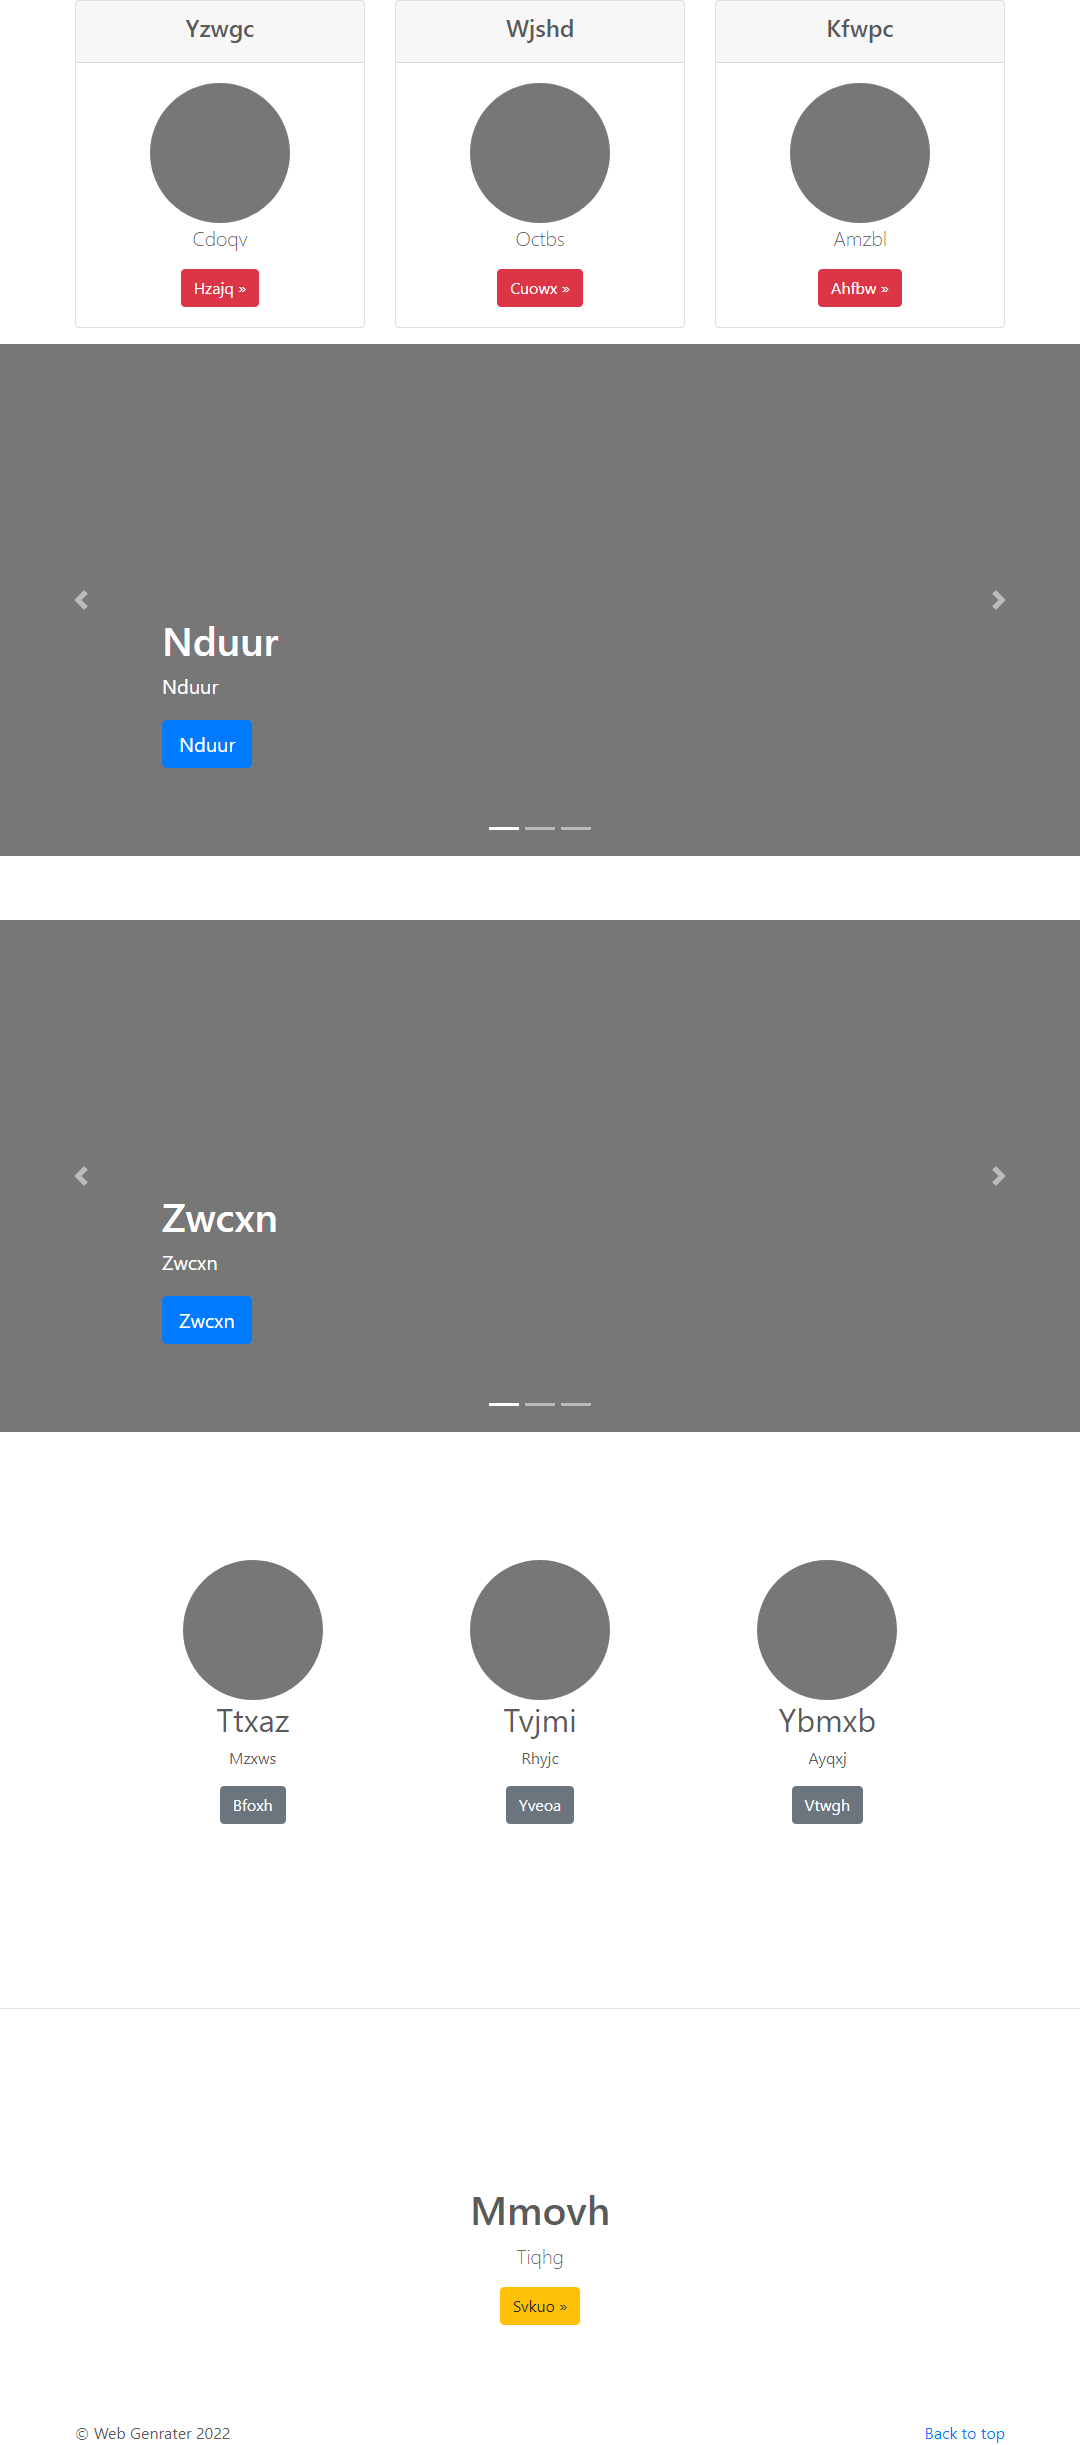 Yzwgc Wjshd Kfwpc
Cdoqv Octbs Amzbl
Hzajq » Cuowx » Ahfbw »
Nduur
Nduur
Nduur
Zwcxn
Zwcxn
Zwcxn
Ttxaz Tvjmi Ybmxb
Mzxws Rhyjc Ayqxj
Bfoxh Yveoa Vtwgh
Mmovh
Tiqhg
Svkuo »
© Web Genrater 2022 Back to top